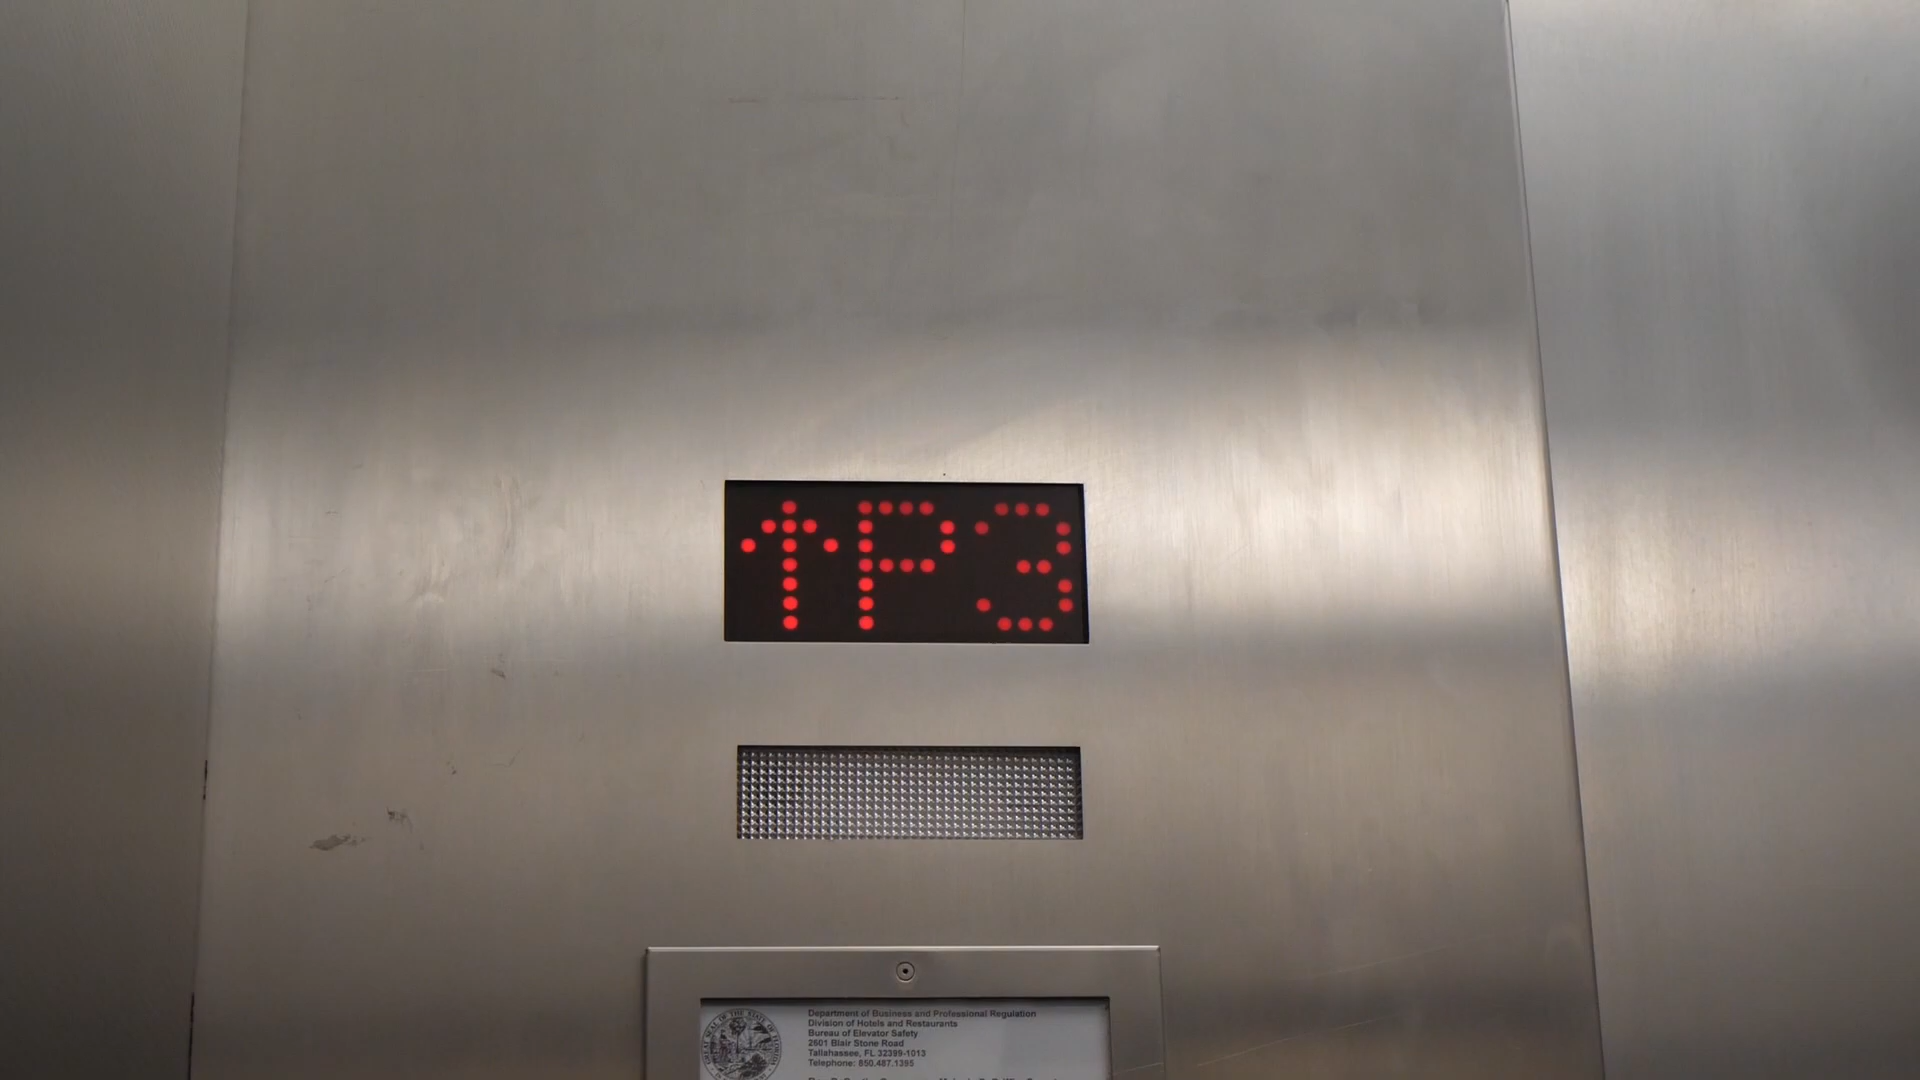 ↑P3
Department of Business and Professional Regulation
Division of Hotels and Restaurants
Bureau of Elevator Safety
2601 Blair Stone Road
Tallahassee, FL 32399-1013
Telephone: 850.487.1395